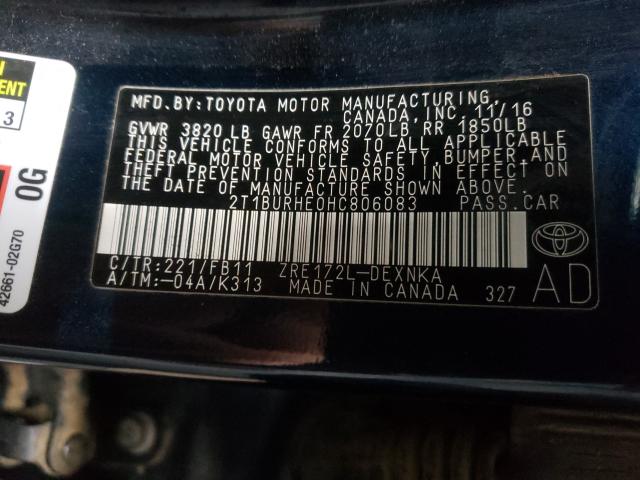 MFD.BY:TOYOTA MOTOR MANUFACTURING,
CANADA, INC. 11/16
GVWR 3820 LB GAWR FR 2070LB RR 1850LB
THIS VEHICLE CONFORMS TO ALL APPLICABLE
FEDERAL MOTOR VEHICLE SAFETY, BUMPER, AND
THEFT PREVENTION STANDARDS IN EFFECT ON
THE DATE OF MANUFACTURE SHOWN ABOVE.
2T1BURHE0HC806083 PASS.CAR
C/TR:221/FB11 ZRE172L-DEXNKA
A/TM:-04A/K313 MADE IN CANADA 327
AD
EMENT
3
0G
42661-02G70